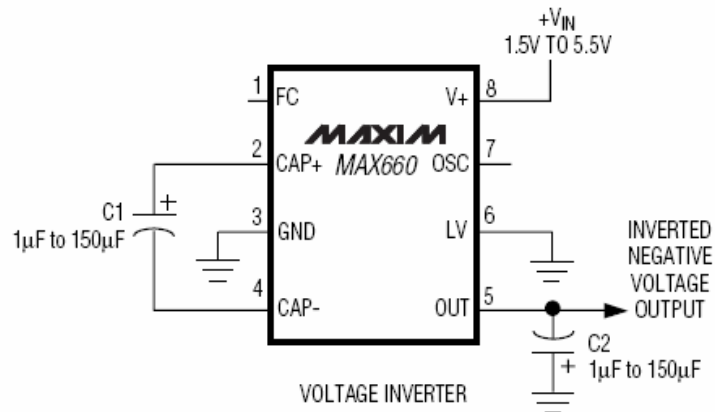 +VIN
1.5V TO 5.5V
1 FC V+ 8
MAXIM
2 CAP+ MAX660 OSC 7
C1 +
1µF to 150µF
3 GND LV 6
4 CAP- OUT 5
INVERTED
NEGATIVE
VOLTAGE
OUTPUT
C2
+ 1µF to 150µF
VOLTAGE INVERTER